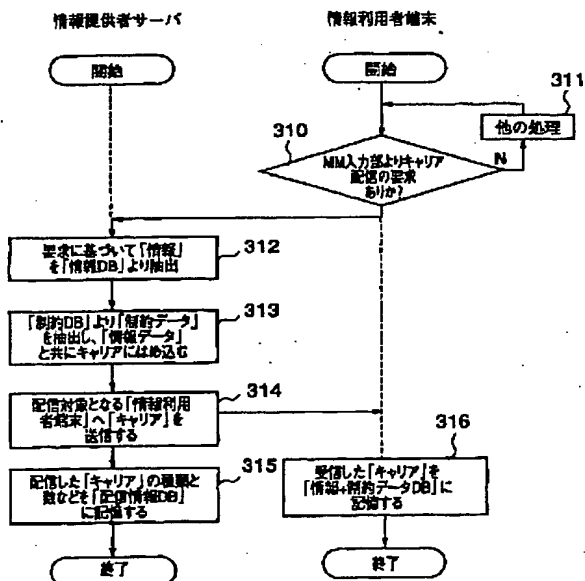 情報提供者サーバ
情報利用者端末
開始
開始
311
他の処理
310
MM入力部よりキャリア
配信の要求
ありか?
N
要求に基づいて「情報」
を「情報DB」より抽出
312
313
「制約DB」より「制約データ」
を抽出し、「情報データ」
と共にキャリアにはめ込む
314
配信対象となる「情報利用
者端末」へ「キャリア」を
送信する
315
配信した「キャリア」の種類と
数などを「配信情報DB」
に記憶する
316
受信した「キャリア」を
「情報+制約データDB」に
記憶する
終了
終了